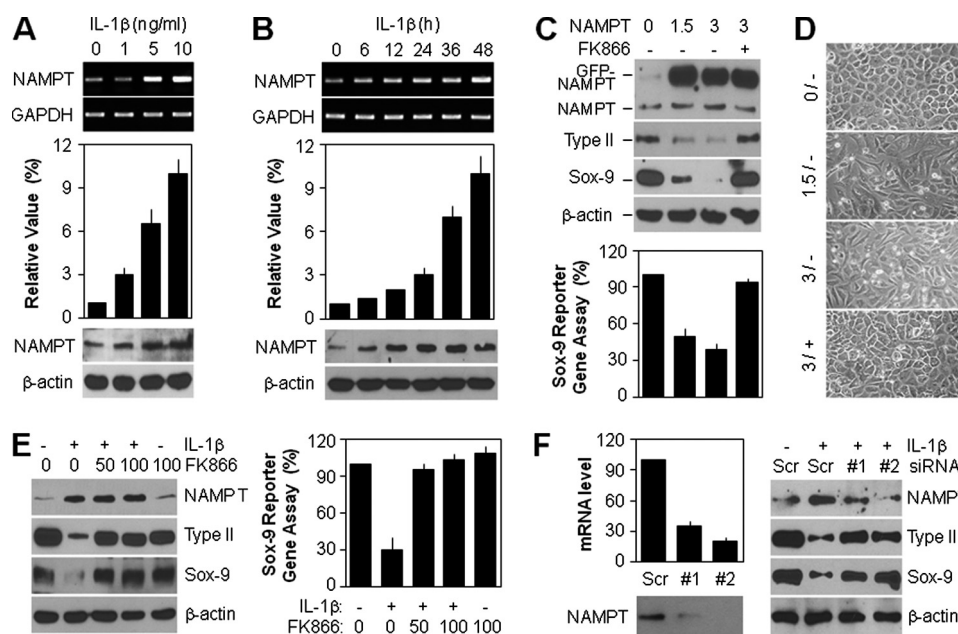 A
IL-1β(ng/ml)
0 1 5 10
NAMPT
GAPDH
Relative Value (%)
12
9
6
3
0
NAMPT
β-actin
B
IL-1β(h)
0 6 12 24 36 48
NAMPT
GAPDH
Relative Value (%)
12
9
6
3
0
NAMPT
β-actin
C
NAMPT 0 1.5 3 3
FK866 - - - +
GFP-
NAMPT
NAMPT
Type II
Sox-9
β-actin
Sox-9 Reporter
Gene Assay (%)
120
90
60
30
0
D
0/-
1.5/-
3/-
3/+
E
- + + + - IL-1β
0 0 50 100 100 FK866
NAMPT
Type II
Sox-9
β-actin
Sox-9 Reporter
Gene Assay (%)
120
90
60
30
0
IL-1β: - + + + -
FK866: 0 0 50 100 100
F
mRNA level
120
90
60
30
0
Scr #1 #2
NAMPT
- + + + IL-1β
Scr Scr #1 #2 siRNA
NAMP
Type II
Sox-9
β-actin